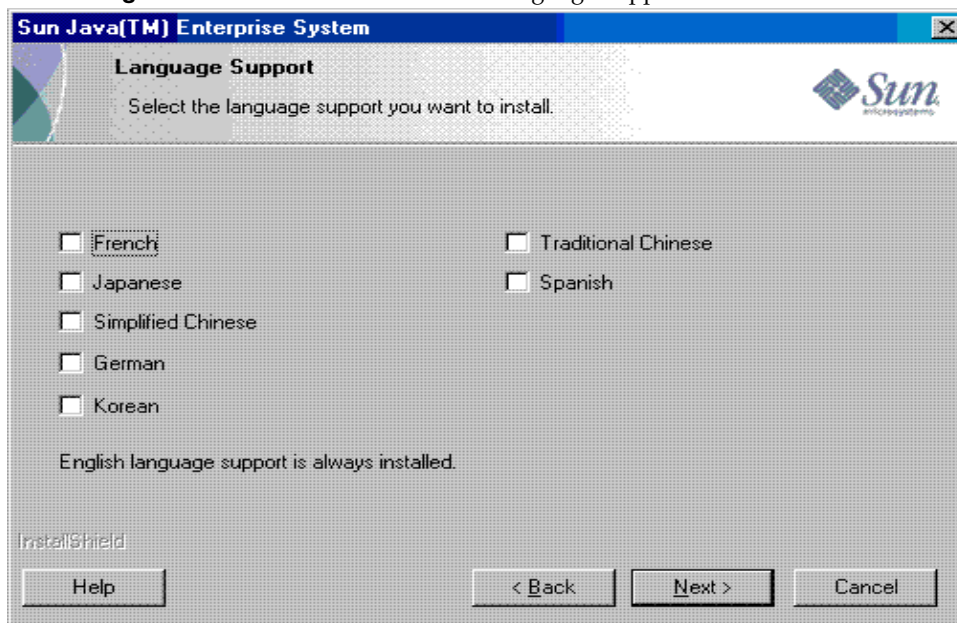 Sun Java(TM) Enterprise System
Language Support
Select the language support you want to install.
Sun
microsystems
French
Traditional Chinese
Japanese
Spanish
Simplified Chinese
German
Korean
English language support is always installed.
InstallShield
Help
< Back
Next >
Cancel